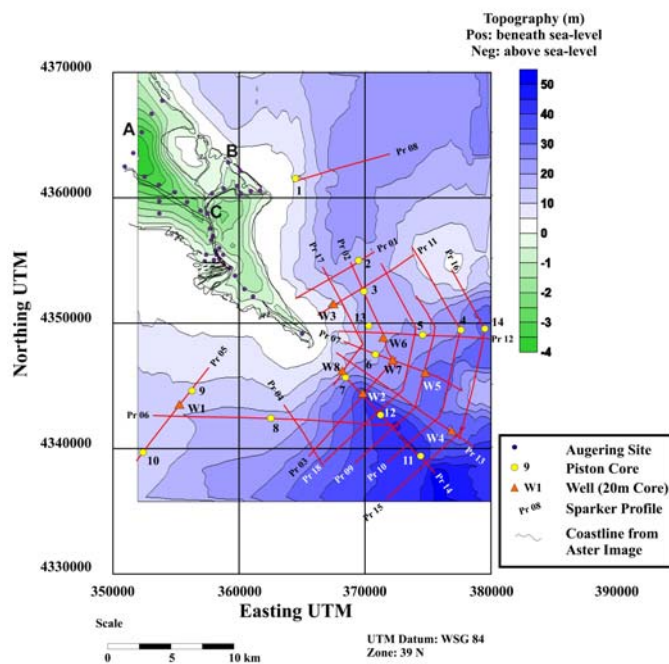 Topography (m)
Pos: beneath sea-level
Neg: above sea-level
4370000
4360000
4350000
4340000
4330000
Northing UTM
350000
360000
370000
380000
390000
Easting UTM
50
40
30
20
10
0
-1
-2
-3
-4
A
B
C
Pr 08
1
Pr 17
Pr 02
Pr 01
Pr 11
Pr 16
2
3
W3
13
14
4
5
Pr 12
Pr 07
W6
6
W7
W8
7
W5
W2
Pr 05
9
W1
Pr 06
Pr 04
8
12
10
W4
11
Pr 03
Pr 18
Pr 09
Pr 10
Pr 13
Pr 14
Pr 15
Augering Site
9 Piston Core
W1 Well (20m Core)
Pr 08 Sparker Profile
Coastline from
Aster Image
Scale
0 5 10 km
UTM Datum: WSG 84
Zone: 39 N